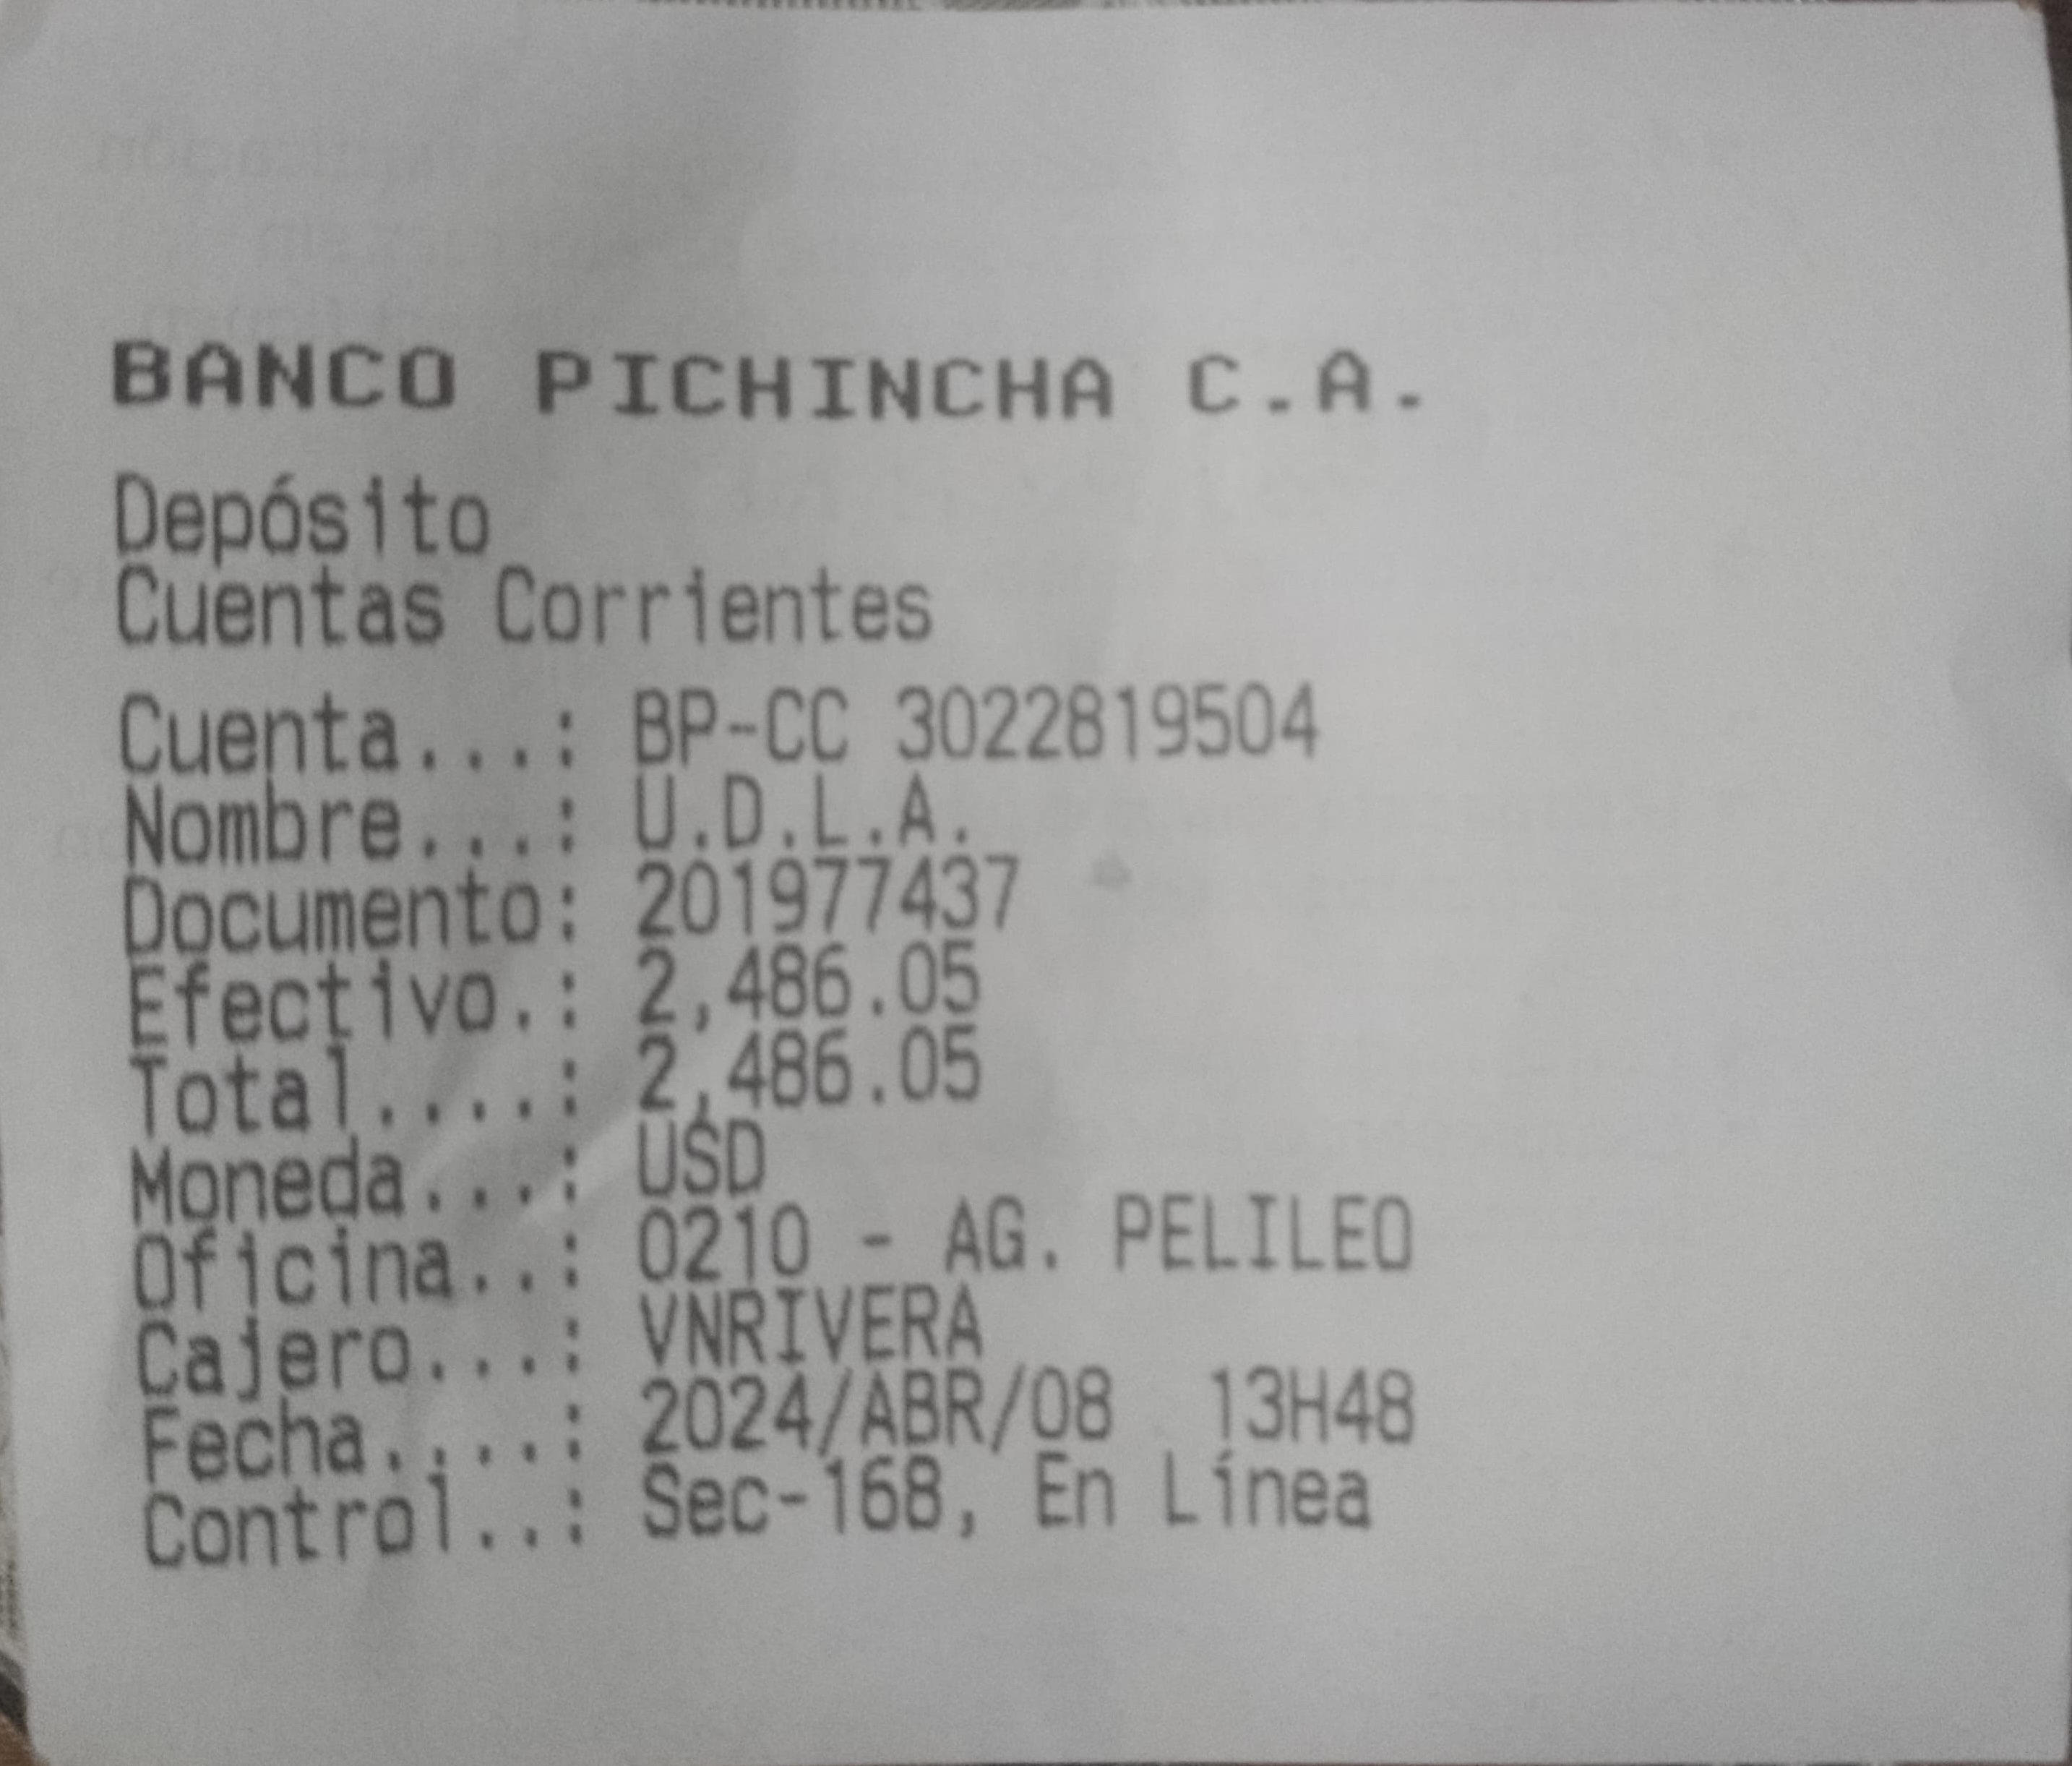 BANCO PICHINCHA C.A.
Depósito
Cuentas Corrientes
Cuenta...: BP-CC 3022819504
Nombre...: U.D.L.A.
Documento: 201977437
Efectivo.: 2,486.05
Total....: 2,486.05
Moneda...: USD
Oficina..: 0210 - AG. PELILEO
Cajero...: VNRIVERA
Fecha....: 2024/ABR/08  13H48
Control..: Sec-168, En Línea